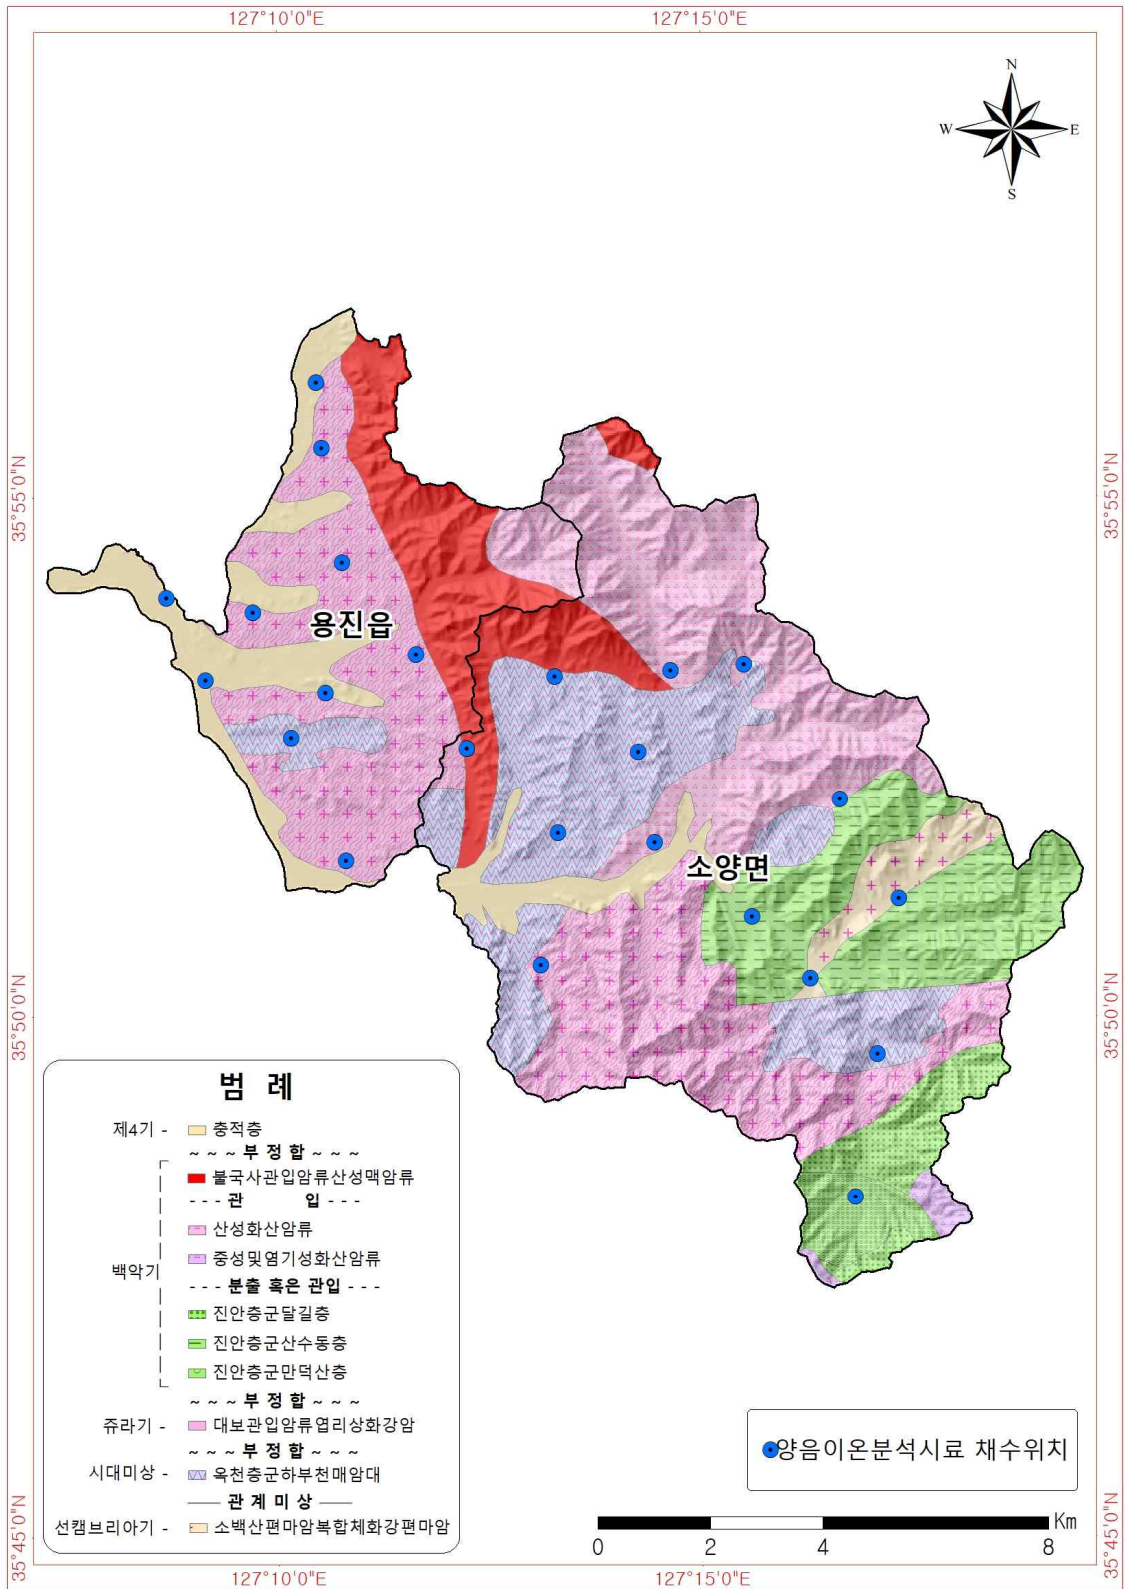 127°10'0"E
127°15'0"E
N
W
E
S
35°55'0"N
35°55'0"N
용진읍
소양면
35°50'0"N
35°50'0"N
범 례
제4기 -
충적층
~ ~ ~ 부 정 합 ~ ~ ~
불국사관입암류산성맥암류
- - - 관 입 - - -
산성화산암류
중성및염기성화산암류
백악기
- - - 분출 혹은 관입 - - -
진안층군달길층
진안층군산수동층
진안층군만덕산층
~ ~ ~ 부 정 합 ~ ~ ~
쥬라기 -
대보관입암류엽리상화강암
~ ~ ~ 부 정 합 ~ ~ ~
시대미상 -
옥천층군하부천매암대
—— 관 계 미 상 ——
선캠브리아기 -
소백산편마암복합체화강편마암
양음이온분석시료 채수위치
Km
0 2 4 8
35°45'0"N
35°45'0"N
127°10'0"E
127°15'0"E